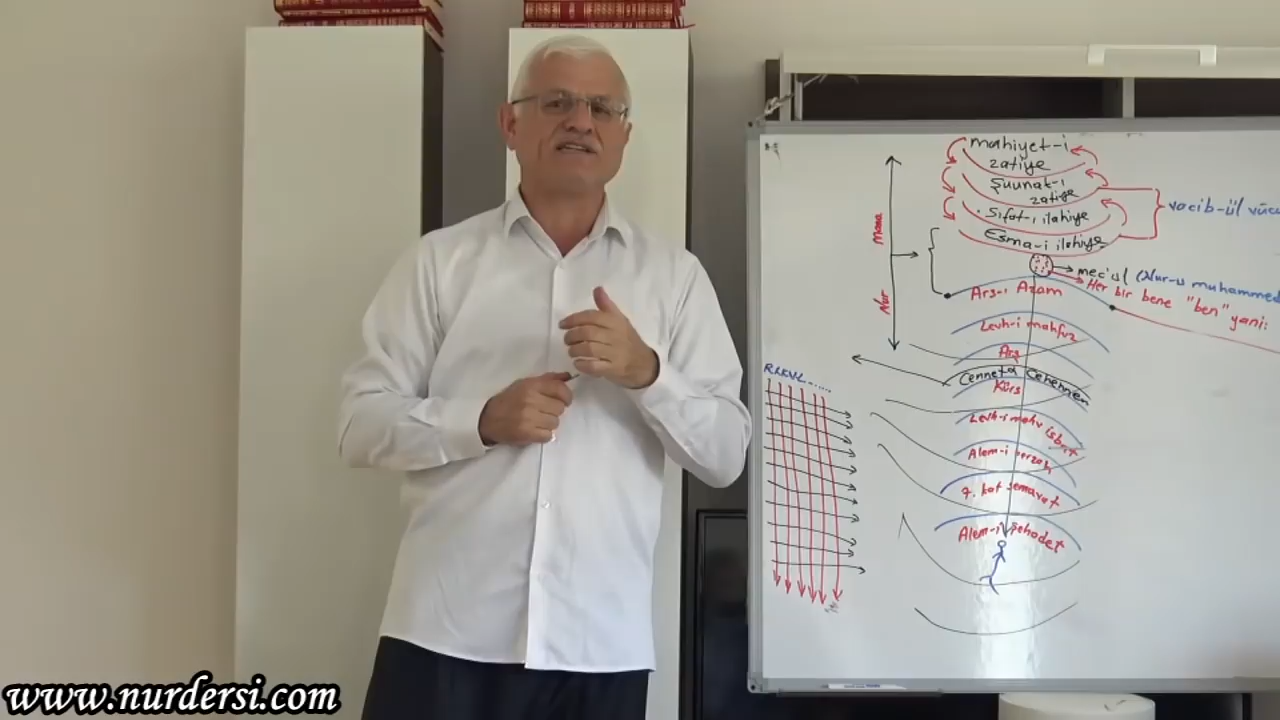 mahiyet-i
zatiye
Şuunat-ı
zatiye
Sıfat-ı ilahiye
Esma-i ilahiye
vacib-ül vüc
mec'ul (Nur-u muhammed
Her bir bene "ben" yani:
Mana
Nur
Arş-ı Azam
Levh-i mahfuz
Arş
Cennet Cehennem
Kürs
Levh-i mahv isbat
Alem-i berzah
7. kat semavat
Alem-i şehadet
www.nurdersi.com